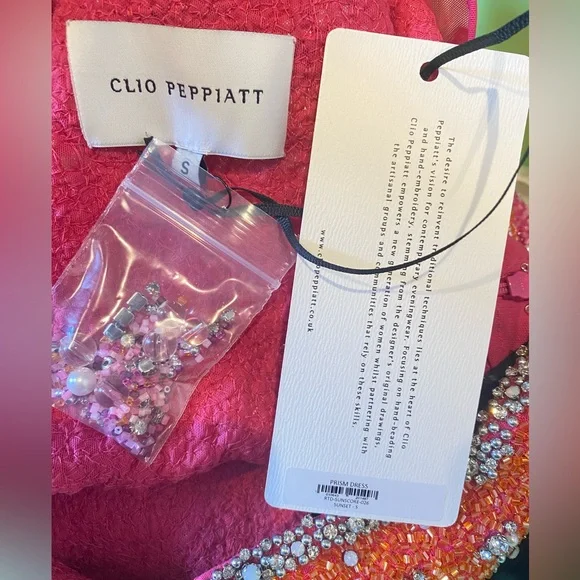 CLIO PEPPIATT
S
The desire to reinvent traditional techniques lies at the heart of Clio
Peppiatt's vision for contemporary eveningwear. Focusing on hand-beading
and hand-embroidery, stemming from the designer's original drawings,
Clio Peppiatt empowers a new generation of women whilst partnering with
the artisanal groups and communities that rely on these skills.
www.cliopeppiatt.co.uk
PRISM DRESS
SUNSET - S